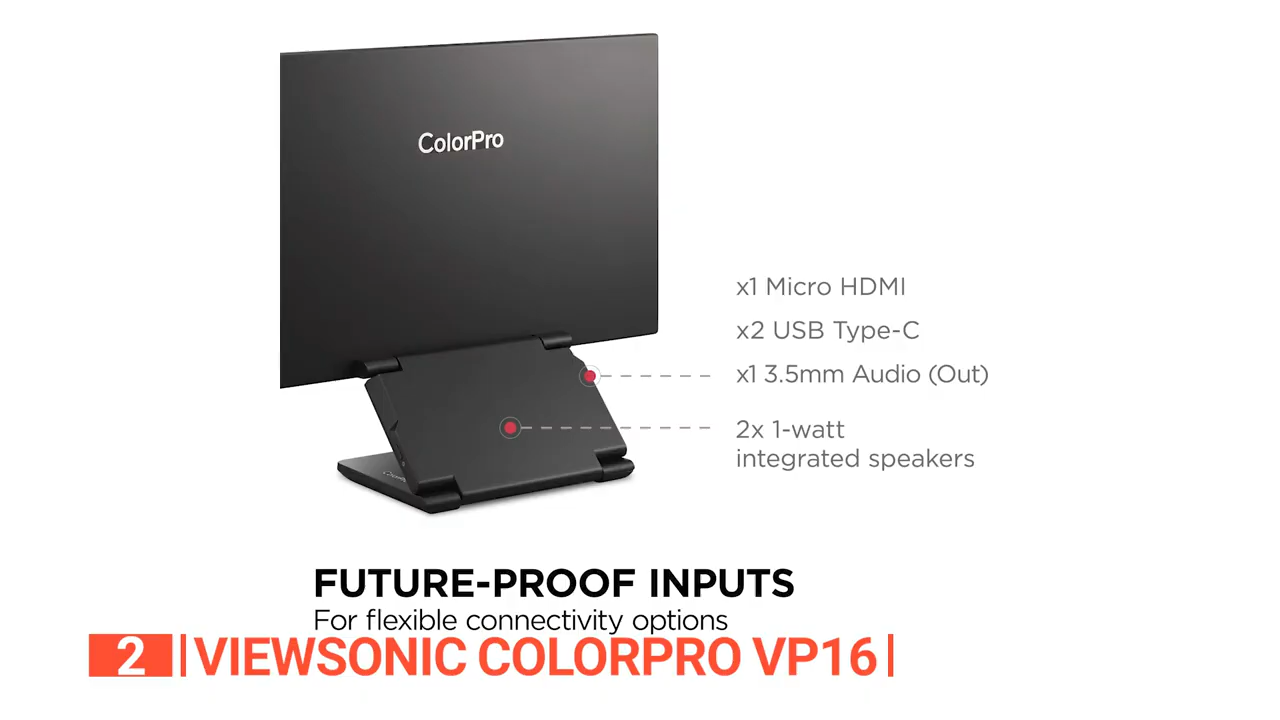 ColorPro
x1 Micro HDMI
x2 USB Type-C
x1 3.5mm Audio (Out)
2x 1-watt
integrated speakers
FUTURE-PROOF INPUTS
For flexible connectivity options
2 VIEWSONIC COLORPRO VP16